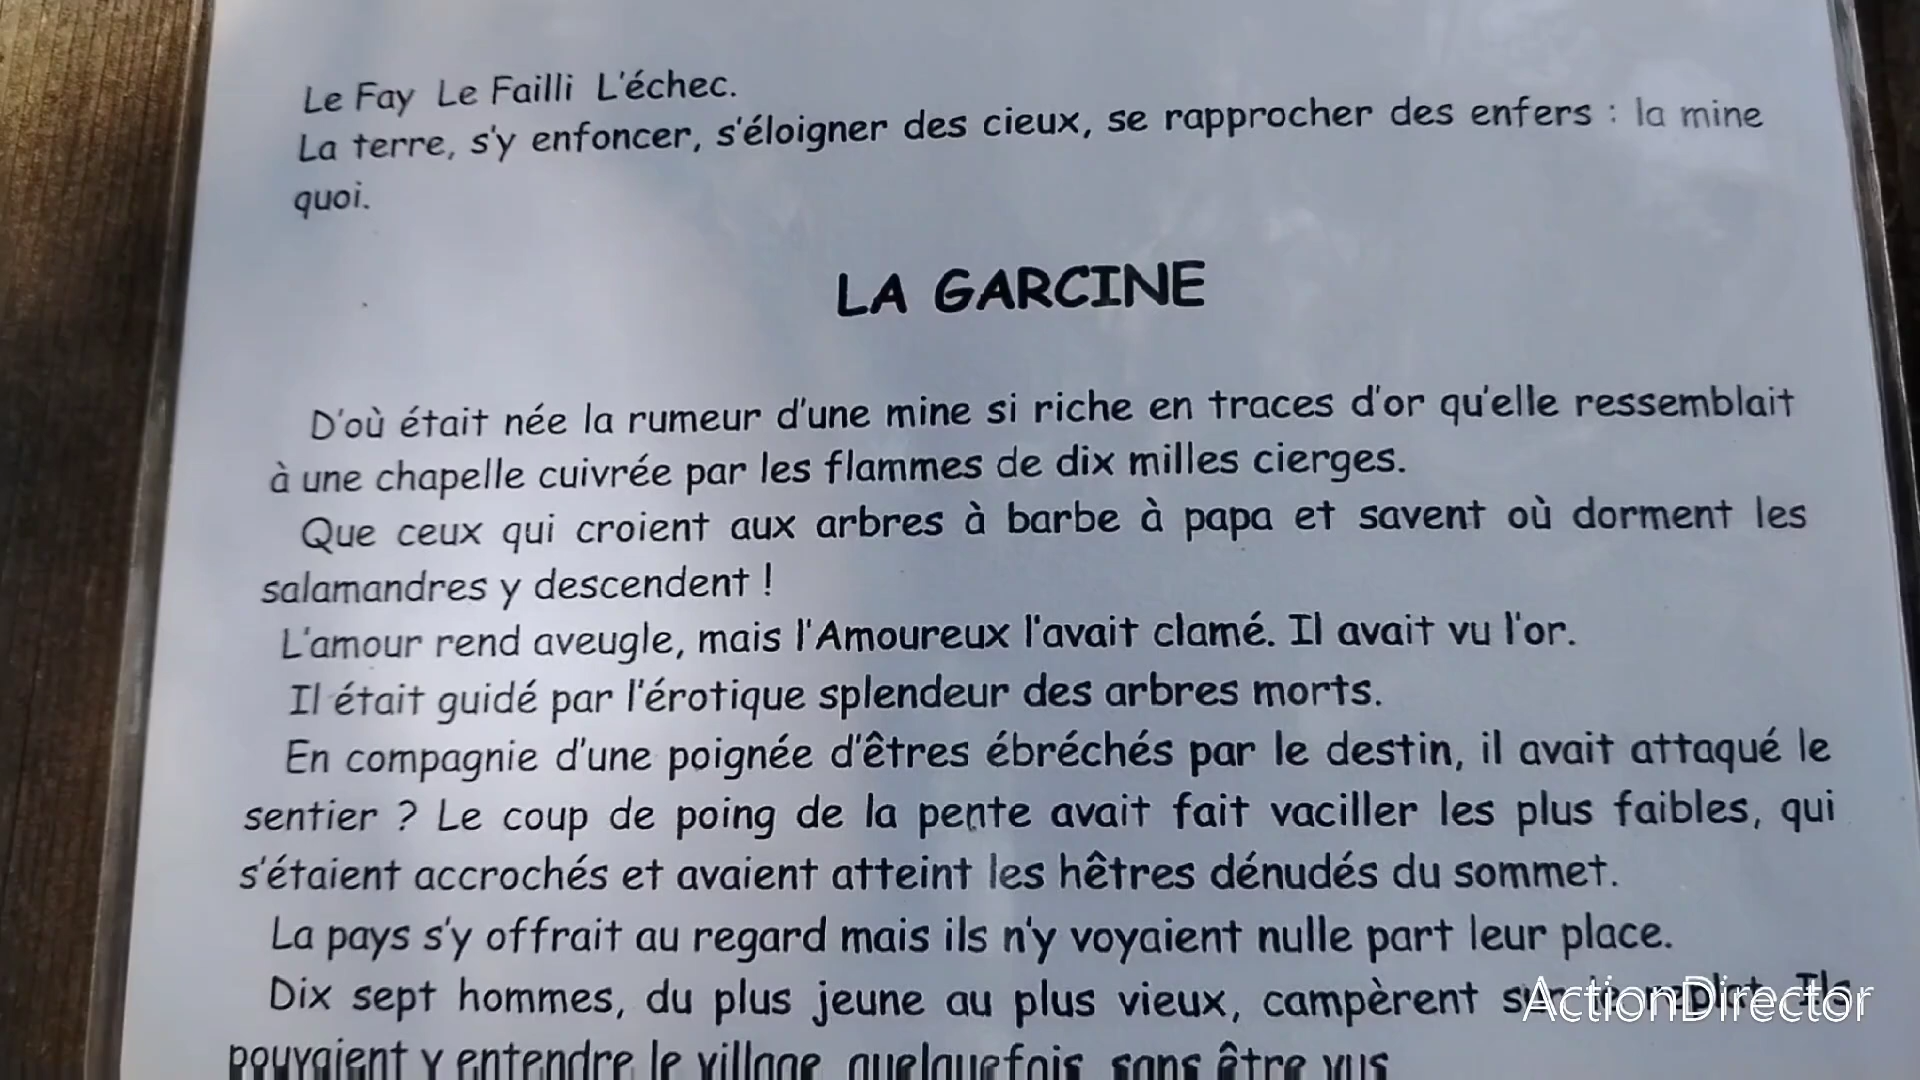 Le Fay Le Failli L'échec.
La terre, s'y enfoncer, s'éloigner des cieux, se rapprocher des enfers : la mine
quoi.
LA GARCINE
D'où était née la rumeur d'une mine si riche en traces d'or qu'elle ressemblait
à une chapelle cuivrée par les flammes de dix milles cierges.
Que ceux qui croient aux arbres à barbe à papa et savent où dorment les
salamandres y descendent !
L'amour rend aveugle, mais l'Amoureux l'avait clamé. Il avait vu l'or.
Il était guidé par l'érotique splendeur des arbres morts.
En compagnie d'une poignée d'êtres ébréchés par le destin, il avait attaqué le
sentier ? Le coup de poing de la pente avait fait vaciller les plus faibles, qui
s'étaient accrochés et avaient atteint les hêtres dénudés du sommet.
La pays s'y offrait au regard mais ils n'y voyaient nulle part leur place.
Dix sept hommes, du plus jeune au plus vieux, campèrent Ils
ActionDirector
pouvaient y entendre le village quelquefois sans être vus